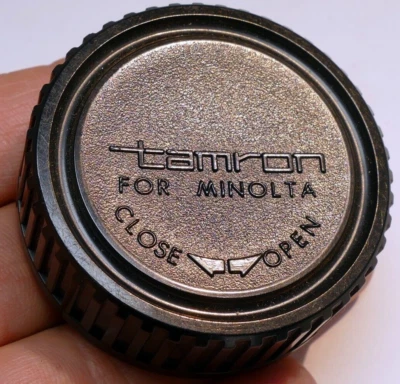 tamron
FOR MINOLTA
CLOSE OPEN